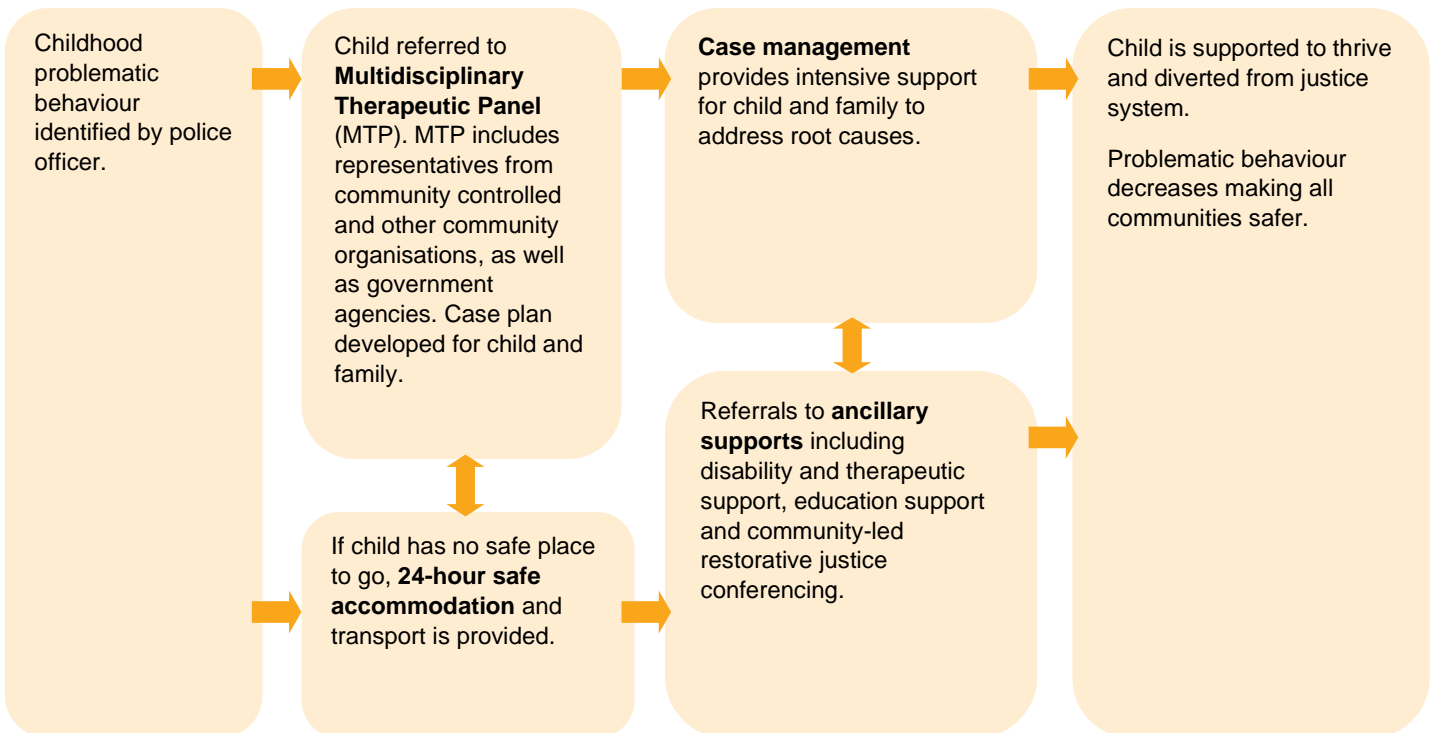 Childhood
problematic
behaviour
identified by police
officer.
Child referred to
Multidisciplinary
Therapeutic Panel
(MTP). MTP includes
representatives from
community controlled
and other community
organisations, as well
as government
agencies. Case plan
developed for child and
family.
If child has no safe place
to go, 24-hour safe
accommodation and
transport is provided.
Case management
provides intensive support
for child and family to
address root causes.
Referrals to ancillary
supports including
disability and therapeutic
support, education support
and community-led
restorative justice
conferencing.
Child is supported to thrive
and diverted from justice
system.
Problematic behaviour
decreases making all
communities safer.